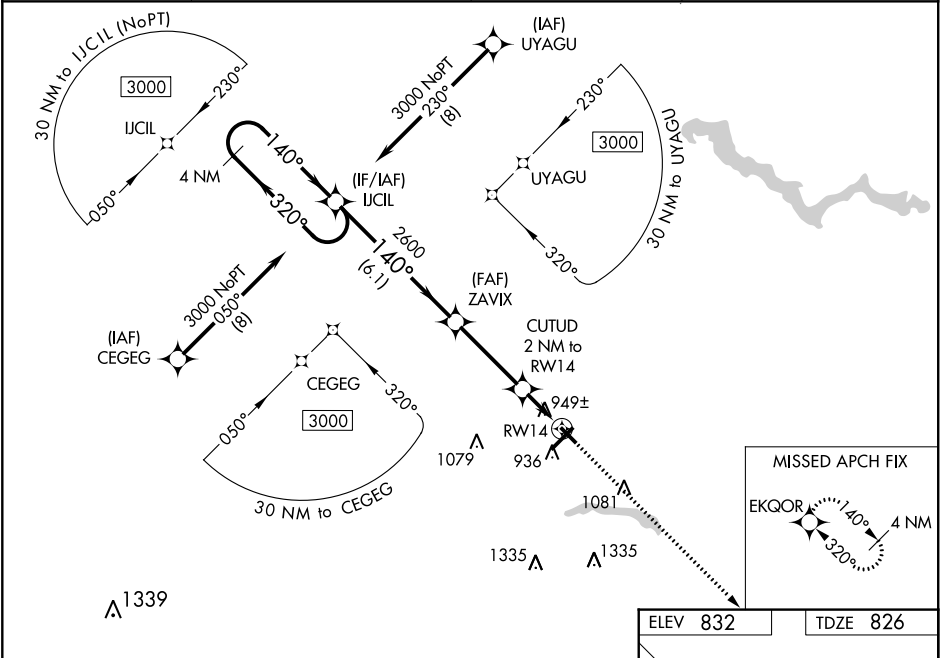 30 NM to IJCIL (NoPT)
3000
230°
IJCIL
050°
4 NM
140°
320°
(IF/IAF)
IJCIL
(IAF)
UYAGU
3000 NoPT
230°
(8)
230°
3000
UYAGU
320°
30 NM to UYAGU
2600
140°
(6.1)
(FAF)
ZAVIX
3000 NoPT
050°
(8)
(IAF)
CEGEG
CUTUD
2 NM to
RW14
CEGEG
050°
3000
320°
30 NM to CEGEG
949±
RW14
1079
936
1081
1335
1335
1339
MISSED APCH FIX
EKQOR
140°
4 NM
320°
ELEV 832
TDZE 826